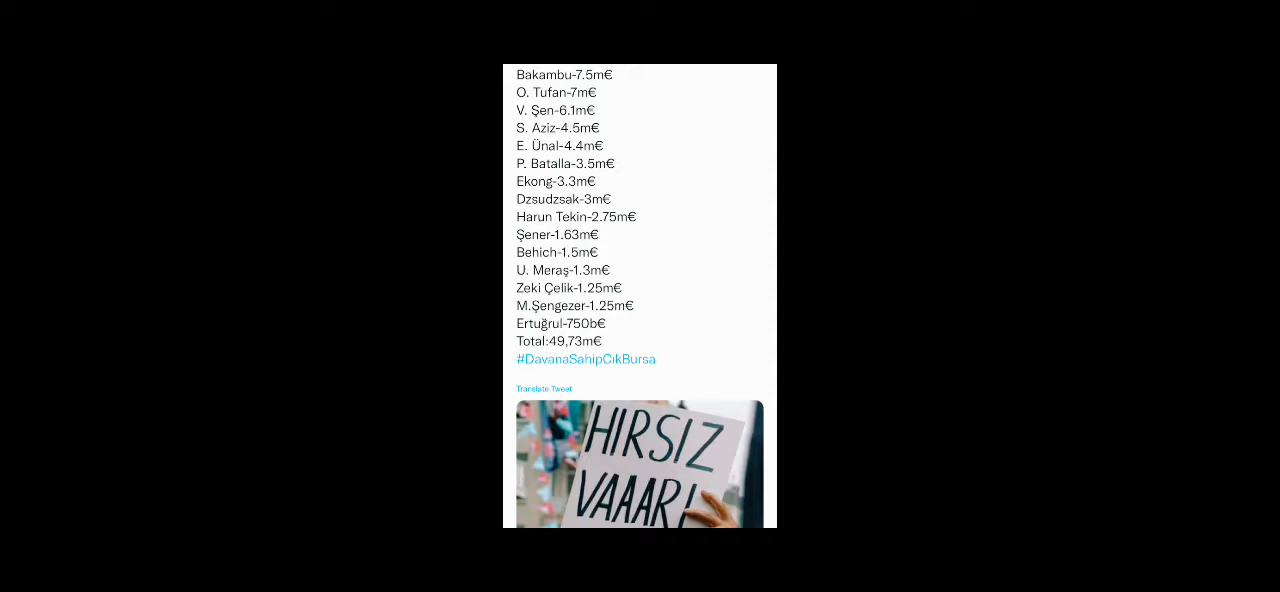 Bakambu-7.5m€
O. Tufan-7m€
V. Şen-6.1m€
S. Aziz-4.5m€
E. Ünal-4.4m€
P. Batalla-3.5m€
Ekong-3.3m€
Dzsudzsak-3m€
Harun Tekin-2.75m€
Şener-1.63m€
Behich-1.5m€
U. Meraş-1.3m€
Zeki Çelik-1.25m€
M.Şengezer-1.25m€
Ertuğrul-750b€
Total:49,73m€
#DavanaSahipCıkBursa
Translate Tweet
HIRSIZ
VAAAR!